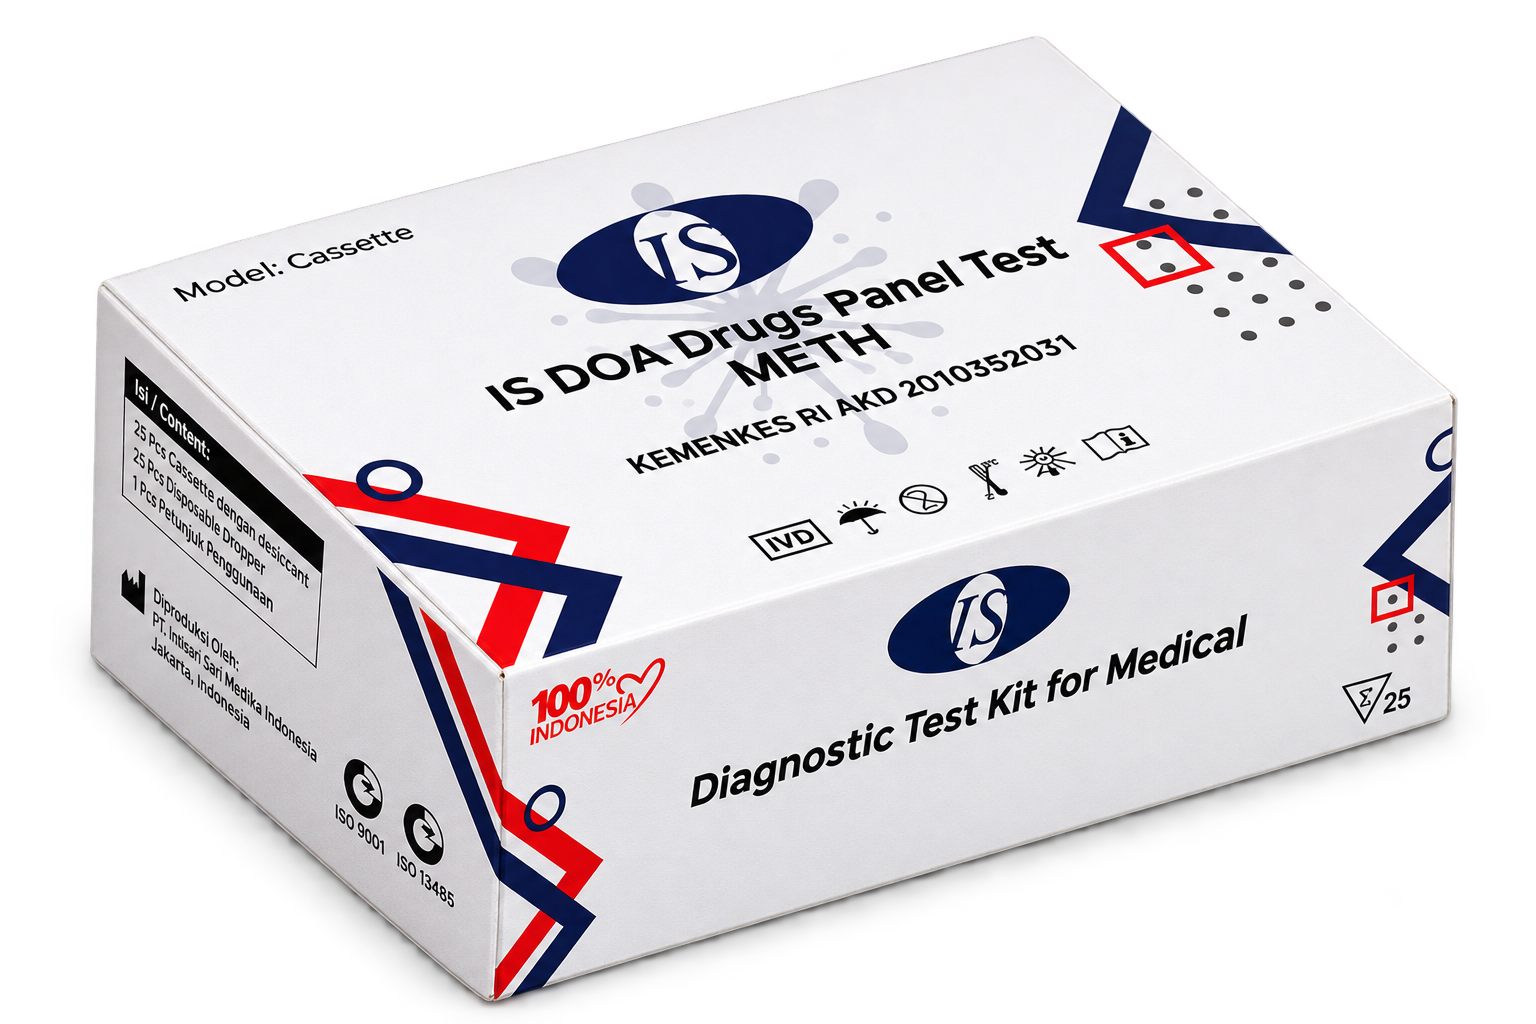 Model: Cassette
IS
IS DOA Drugs Panel Test
METH
KEMENKES RI AKD 2010352031
IVD
Isi / Content:
25 Pcs Cassette dengan desiccant
25 Pcs Disposable Dropper
1 Pcs Petunjuk Penggunaan
Diproduksi Oleh:
PT. Intisari Sari Medika Indonesia
Jakarta, Indonesia
ISO 9001
ISO 13485
100%
INDONESIA
IS
Diagnostic Test Kit for Medical
Σ 25